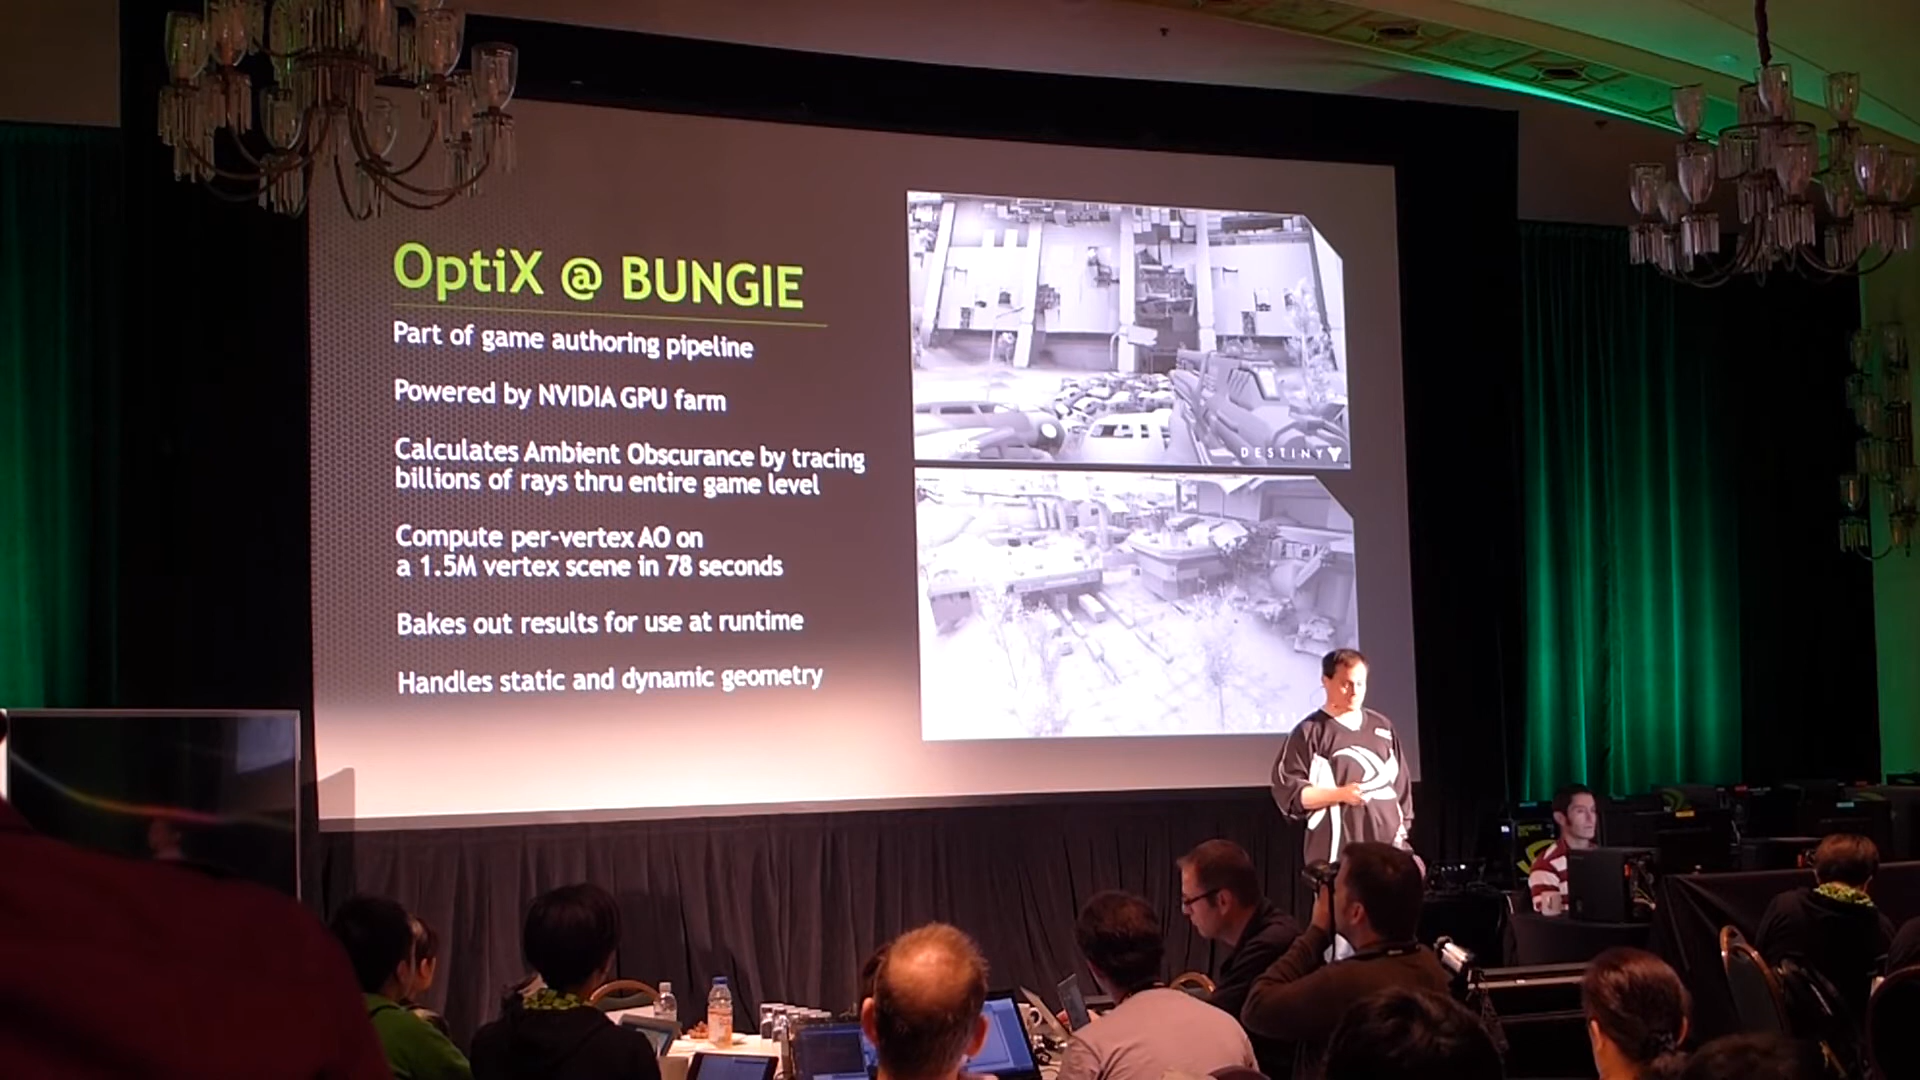 OptiX @ BUNGIE
Part of game authoring pipeline
Powered by NVIDIA GPU farm
Calculates Ambient Obscurance by tracing
billions of rays thru entire game level
Compute per-vertex AO on
a 1.5M vertex scene in 78 seconds
Bakes out results for use at runtime
Handles static and dynamic geometry
DESTINY